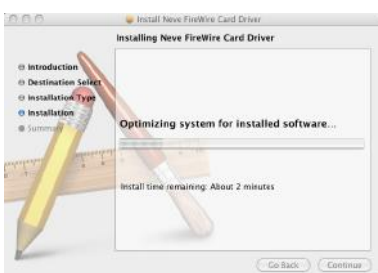 Install Neve FireWire Card Driver
Installing Neve FireWire Card Driver
Introduction
Destination Select
Installation Type
Installation
Summary
Optimizing system for installed software...
Install time remaining: About 2 minutes
Go Back
Continue